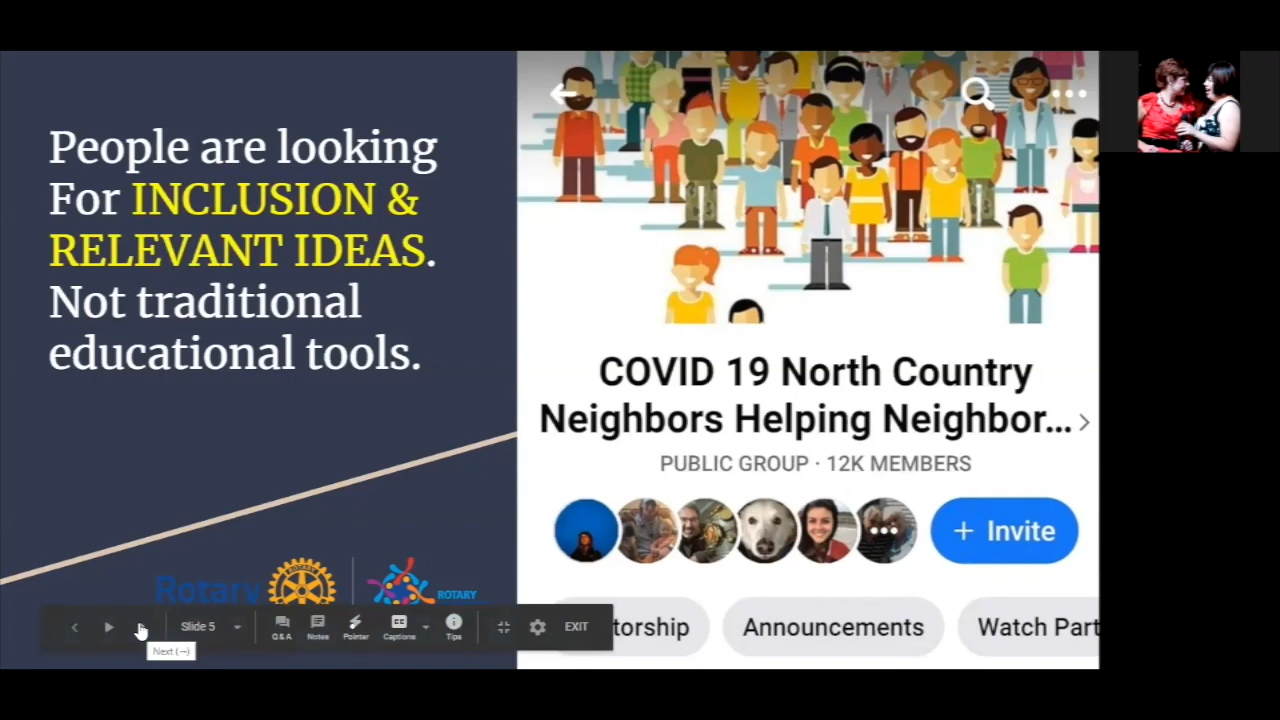 People are looking
For INCLUSION &
RELEVANT IDEAS.
Not traditional
educational tools.
Rotary
ROTARY
COVID 19 North Country
Neighbors Helping Neighbor...
PUBLIC GROUP · 12K MEMBERS
+ Invite
torship
Announcements
Watch Part
Slide 5
Q&A
Notes
Pointer
Captions
Tips
EXIT
Next (→)